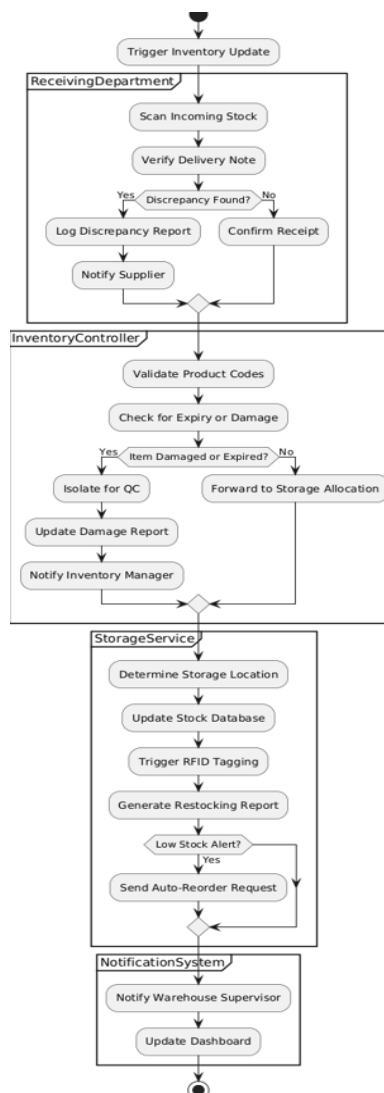 Trigger Inventory Update
ReceivingDepartment
Scan Incoming Stock
Verify Delivery Note
Yes
Discrepancy Found?
No
Log Discrepancy Report
Confirm Receipt
Notify Supplier
InventoryController
Validate Product Codes
Check for Expiry or Damage
Yes
Item Damaged or Expired?
No
Isolate for QC
Forward to Storage Allocation
Update Damage Report
Notify Inventory Manager
StorageService
Determine Storage Location
Update Stock Database
Trigger RFID Tagging
Generate Restocking Report
Low Stock Alert?
Yes
Send Auto-Reorder Request
NotificationSystem
Notify Warehouse Supervisor
Update Dashboard